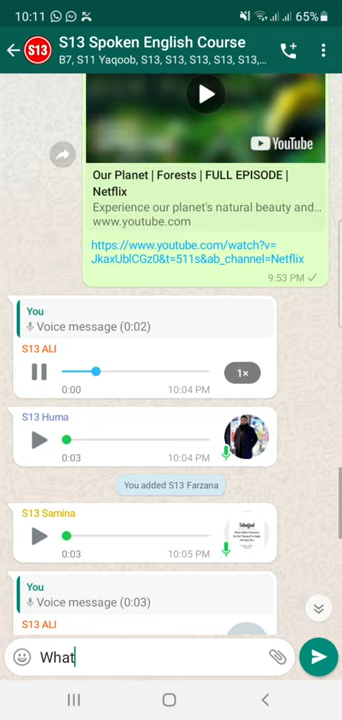 10:11
65%
S13
S13 Spoken English Course
B7, S11 Yaqoob, S13, S13, S13, S13, S13,...
YouTube
Our Planet | Forests | FULL EPISODE |
Netflix
Experience our planet's natural beauty and...
www.youtube.com
https://www.youtube.com/watch?v=
JkaxUblCGz0&t=511s&ab_channel=Netflix
9:53 PM
You
Voice message (0:02)
S13 ALI
1×
0:00
10:04 PM
S13 Huma
0:03
10:04 PM
You added S13 Farzana
S13 Samina
0:03
10:05 PM
You
Voice message (0:03)
S13 ALI
What